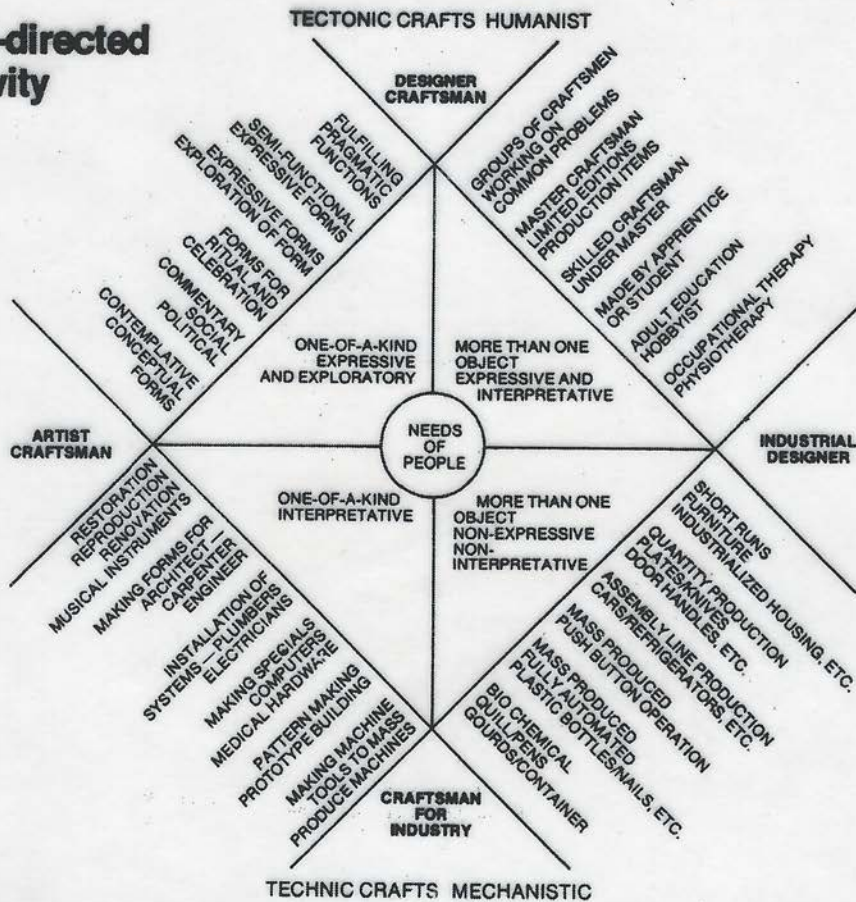 -directed
vity
TECTONIC CRAFTS HUMANIST
DESIGNER
CRAFTSMAN
FULFILLING
PRAGMATIC
FUNCTIONS
SEMI-FUNCTIONAL
EXPRESSIVE FORMS
EXPRESSIVE FORMS
EXPLORATION OF FORM
FORMS FOR
RITUAL AND
CELEBRATION
COMMENTARY
SOCIAL
POLITICAL
CONTEMPLATIVE
CONCEPTUAL
FORMS
GROUPS OF CRAFTSMEN
WORKING ON
COMMON PROBLEMS
MASTER CRAFTSMAN
LIMITED EDITIONS
PRODUCTION ITEMS
SKILLED CRAFTSMAN
UNDER MASTER
MADE BY APPRENTICE
OR STUDENT
ADULT EDUCATION
HOBBYIST
OCCUPATIONAL THERAPY
PHYSIOTHERAPY
ONE-OF-A-KIND
EXPRESSIVE
AND EXPLORATORY
MORE THAN ONE
OBJECT
EXPRESSIVE AND
INTERPRETATIVE
ARTIST
CRAFTSMAN
NEEDS
OF
PEOPLE
INDUSTRIAL
DESIGNER
ONE-OF-A-KIND
INTERPRETATIVE
MORE THAN ONE
OBJECT
NON-EXPRESSIVE
NON-
INTERPRETATIVE
RESTORATION
REPRODUCTION
RENOVATION
MUSICAL INSTRUMENTS
MAKING FORMS FOR
ARCHITECT —
CARPENTER
ENGINEER
INSTALLATION OF
SYSTEMS — PLUMBERS
ELECTRICIANS
MAKING SPECIALS
COMPUTERS
MEDICAL HARDWARE
PATTERN MAKING
PROTOTYPE BUILDING
MAKING MACHINE
TOOLS TO MASS
PRODUCE MACHINES
SHORT RUNS
FURNITURE
INDUSTRIALIZED HOUSING, ETC.
QUANTITY PRODUCTION
PLATES/KNIVES
DOOR HANDLES, ETC.
ASSEMBLY LINE PRODUCTION
CARS/REFRIGERATORS, ETC.
MASS PRODUCED
PUSH BUTTON OPERATION
MASS PRODUCED
FULLY AUTOMATED
PLASTIC BOTTLES/NAILS, ETC.
BIO CHEMICAL
QUILL/PENS
GOURDS/CONTAINER
CRAFTSMAN
FOR
INDUSTRY
TECHNIC CRAFTS MECHANISTIC